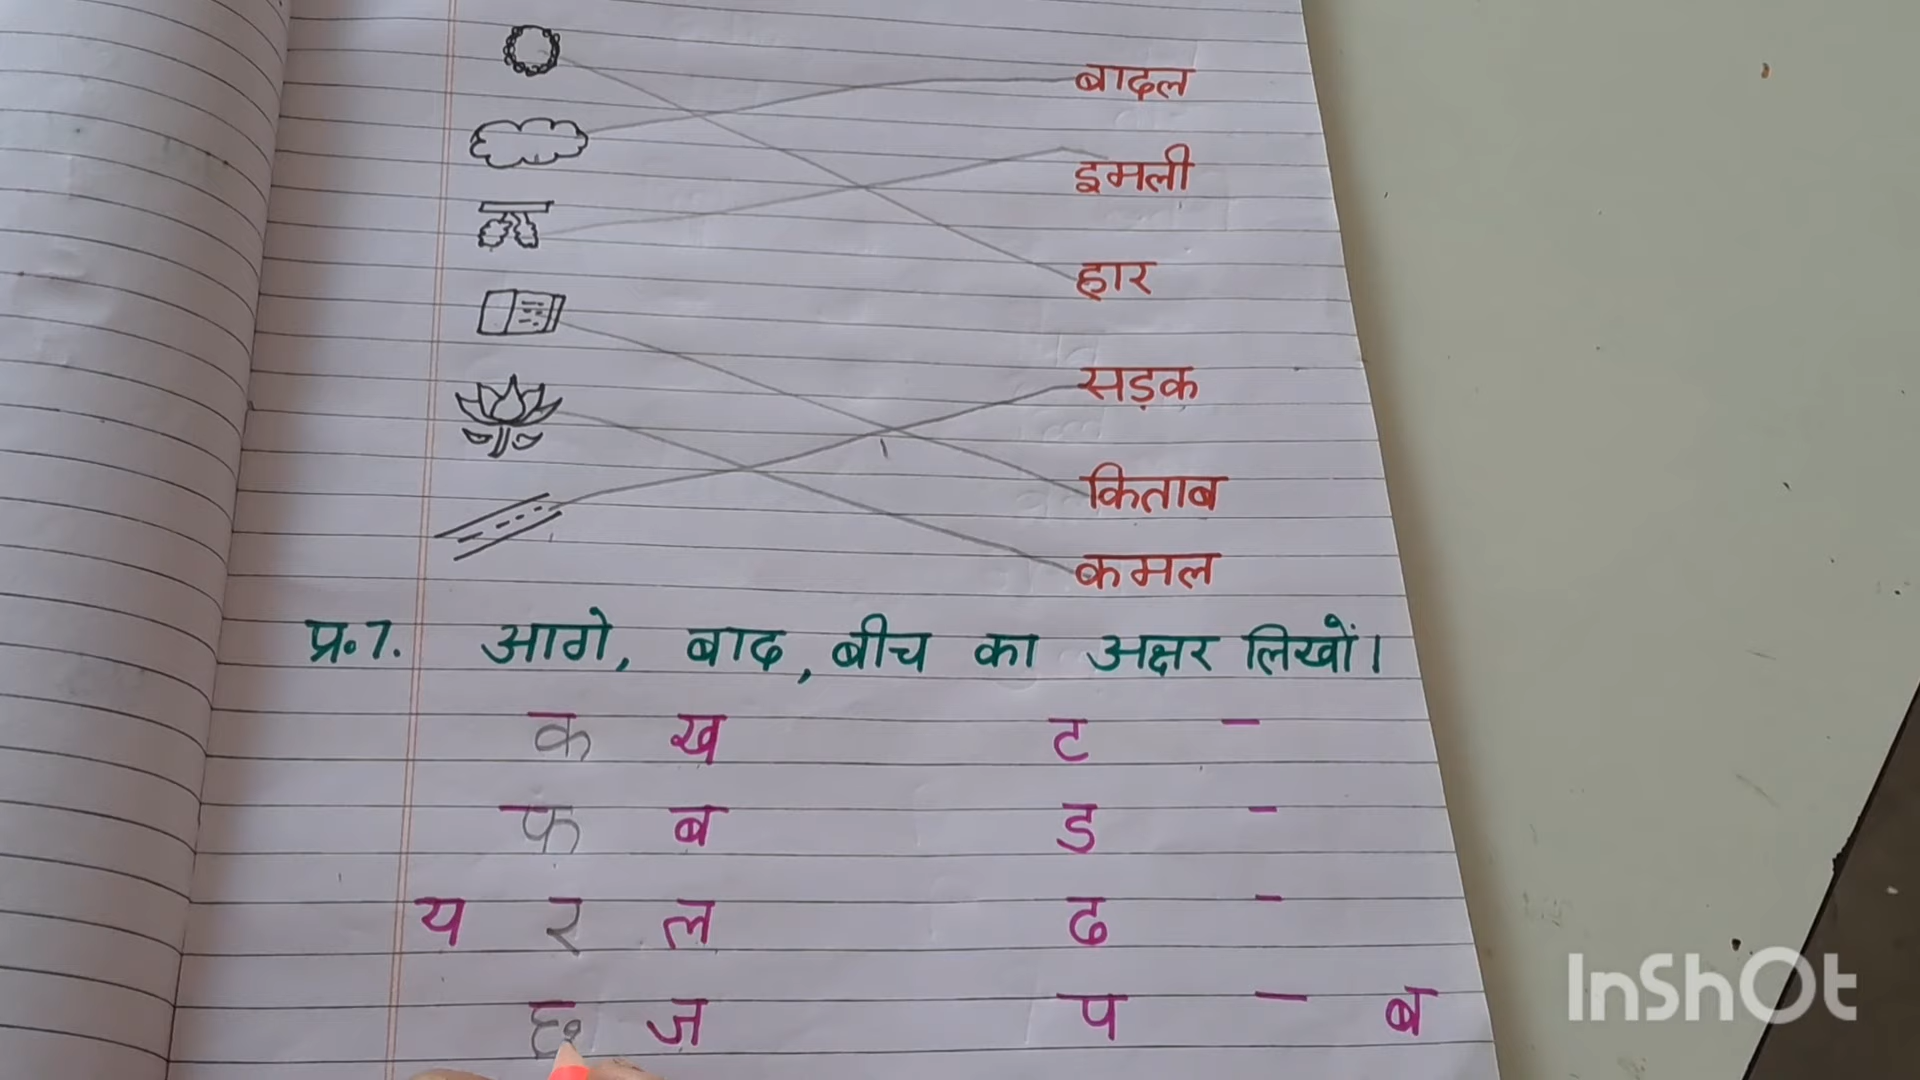 बादल
इमली
हार
सड़क
किताब
कमल
प्र॰7. आगे, बाद, बीच का अक्षर लिखों।
क ख ट –
फ ब ड –
य र ल ढ –
छ ज प – ब
InShOt